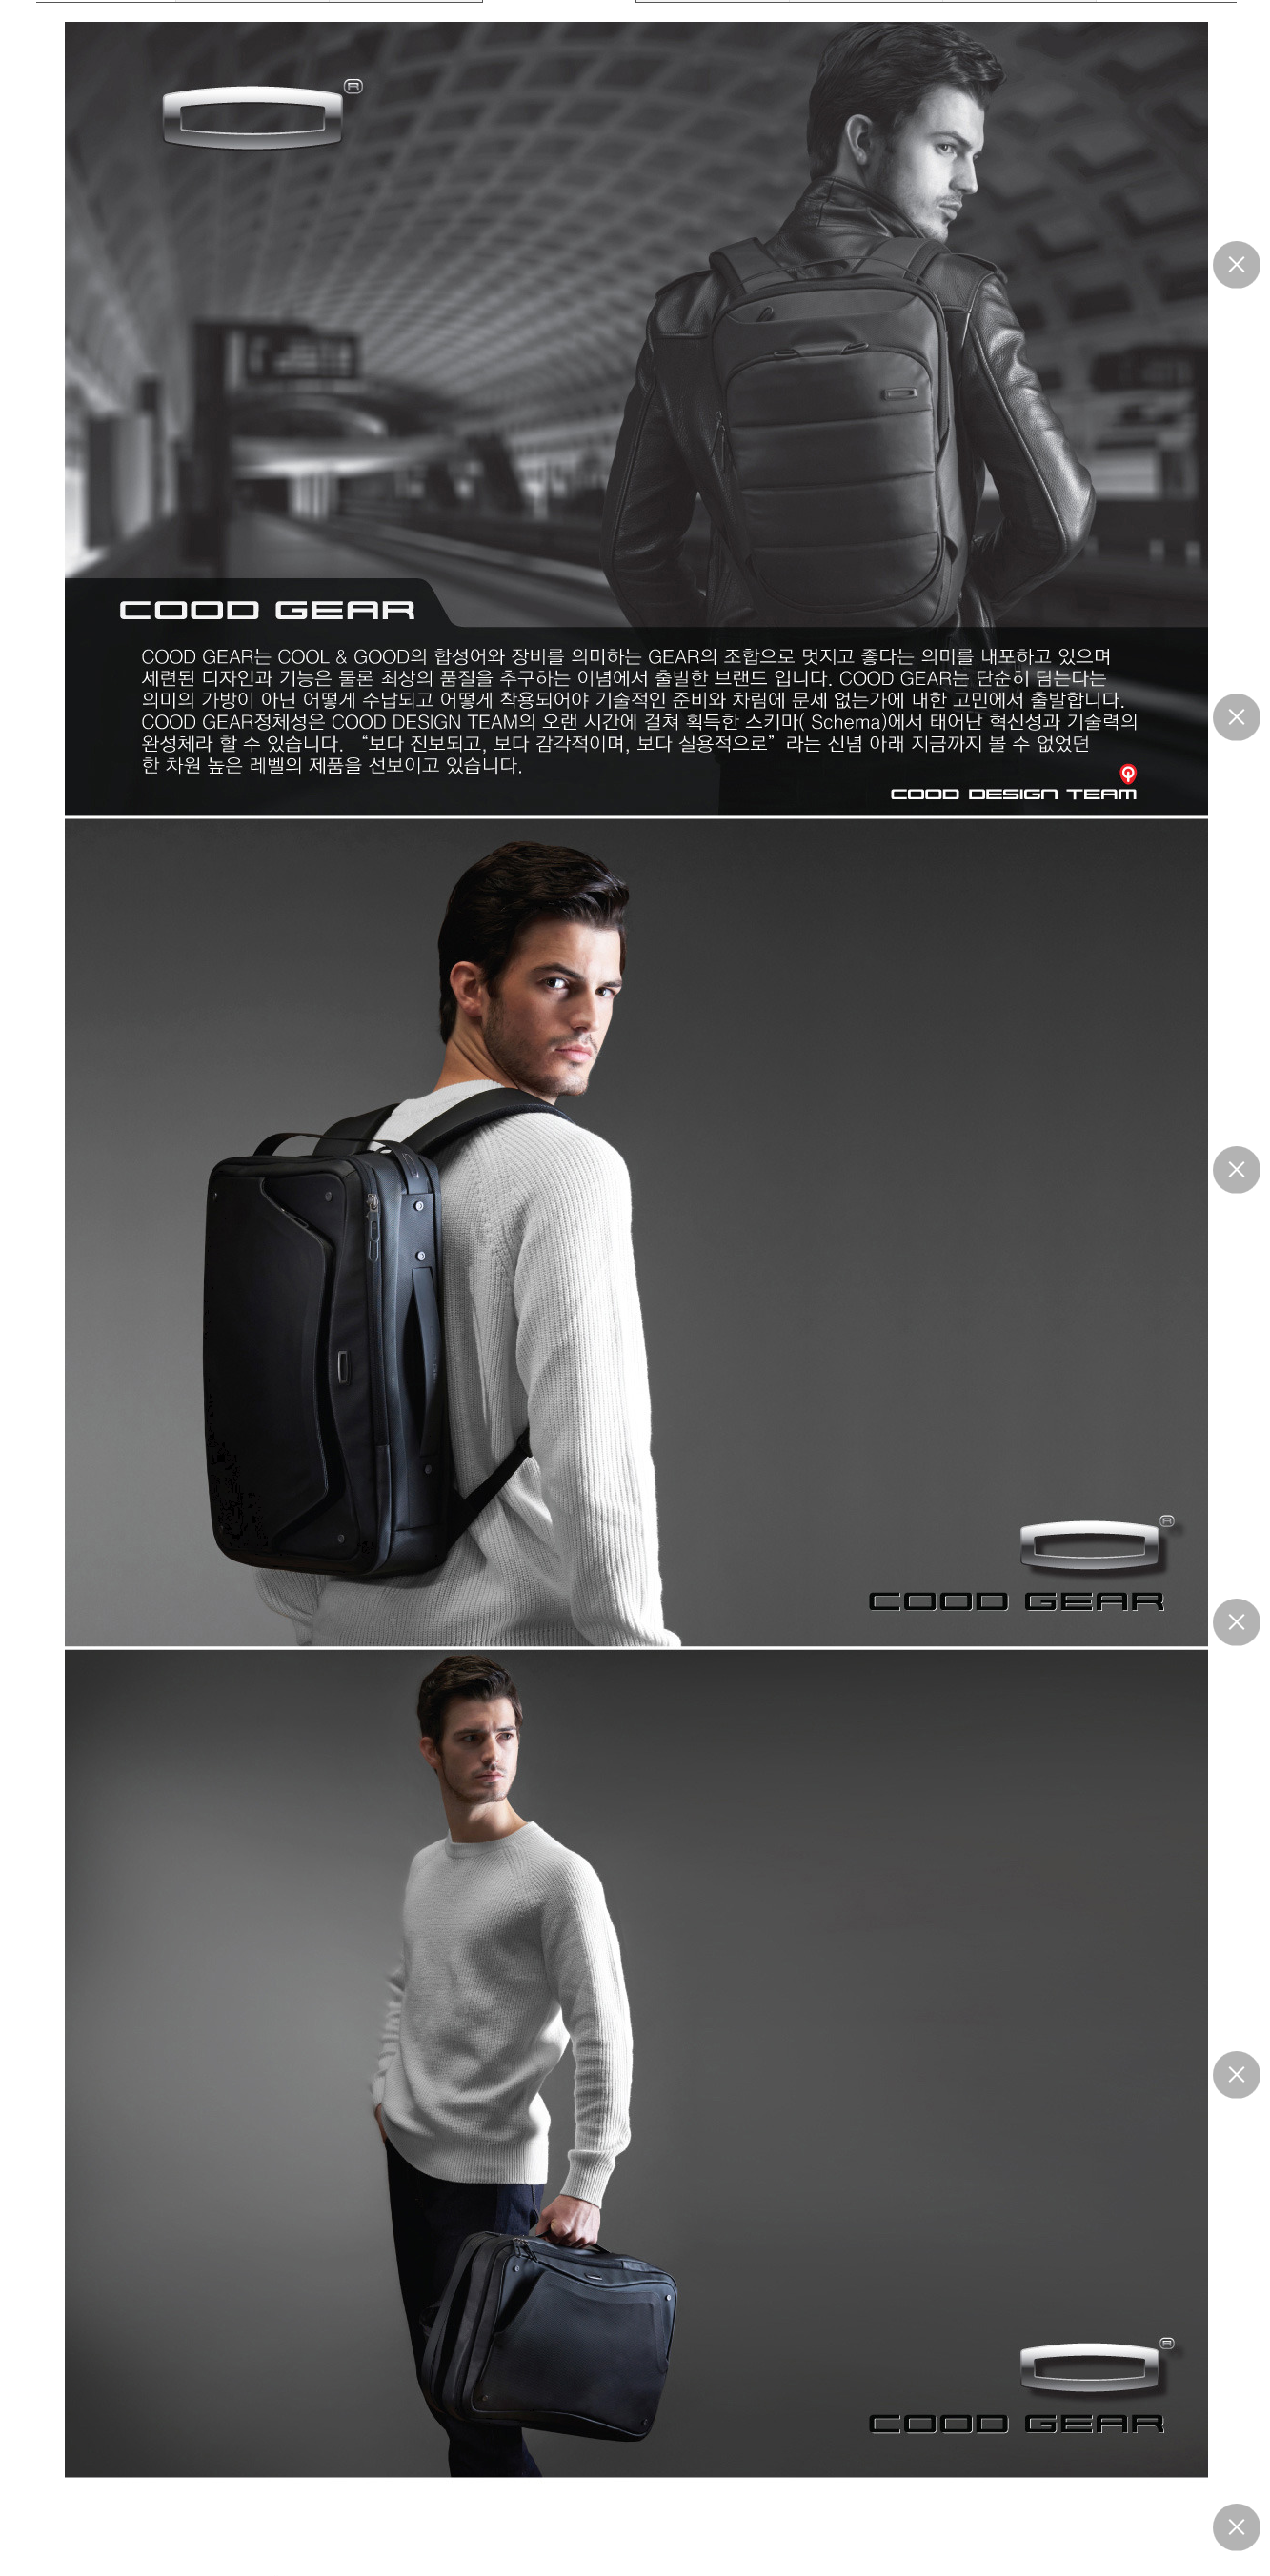 COOD GEAR
COOD GEAR는 COOL & GOOD의 합성어와 장비를 의미하는 GEAR의 조합으로 멋지고 좋다는 의미를 내포하고 있으며
세련된 디자인과 기능은 물론 최상의 품질을 추구하는 이념에서 출발한 브랜드 입니다. COOD GEAR는 단순히 담는다는
의미의 가방이 아닌 어떻게 수납되고 어떻게 착용되어야 기술적인 준비와 차림에 문제 없는가에 대한 고민에서 출발합니다.
COOD GEAR정체성은 COOD DESIGN TEAM의 오랜 시간에 걸쳐 획득한 스키마( Schema)에서 태어난 혁신성과 기술력의
완성체라 할 수 있습니다. “보다 진보되고, 보다 감각적이며, 보다 실용적으로”라는 신념 아래 지금까지 볼 수 없었던
한 차원 높은 레벨의 제품을 선보이고 있습니다.
COOD DESIGN TEAM
COOD GEAR
COOD GEAR